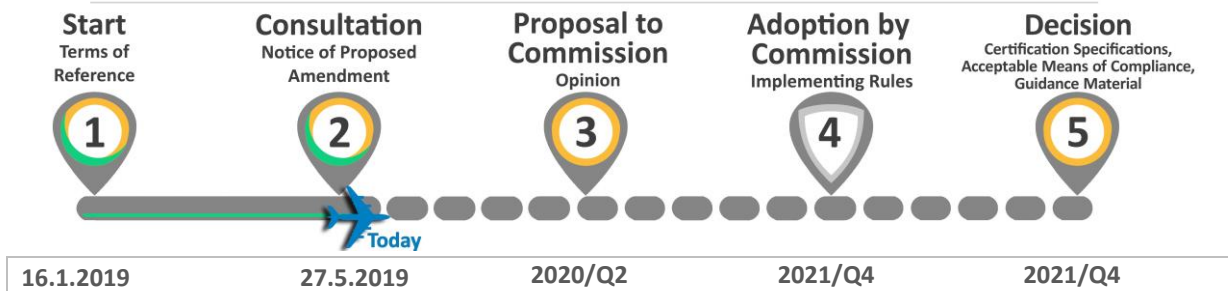 Start
Terms of
Reference
Consultation
Notice of Proposed
Amendment
Proposal to
Commission
Opinion
Adoption by
Commission
Implementing Rules
Decision
Certification Specifications,
Acceptable Means of Compliance,
Guidance Material
1
2
3
4
5
Today
16.1.2019
27.5.2019
2020/Q2
2021/Q4
2021/Q4